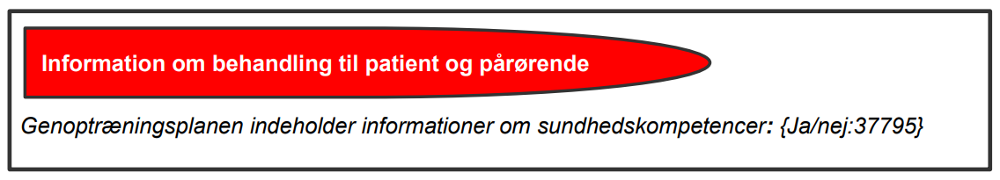 Information om behandling til patient og pårørende
Genoptræningsplanen indeholder informationer om sundhedskompetencer: {Ja/nej:37795}